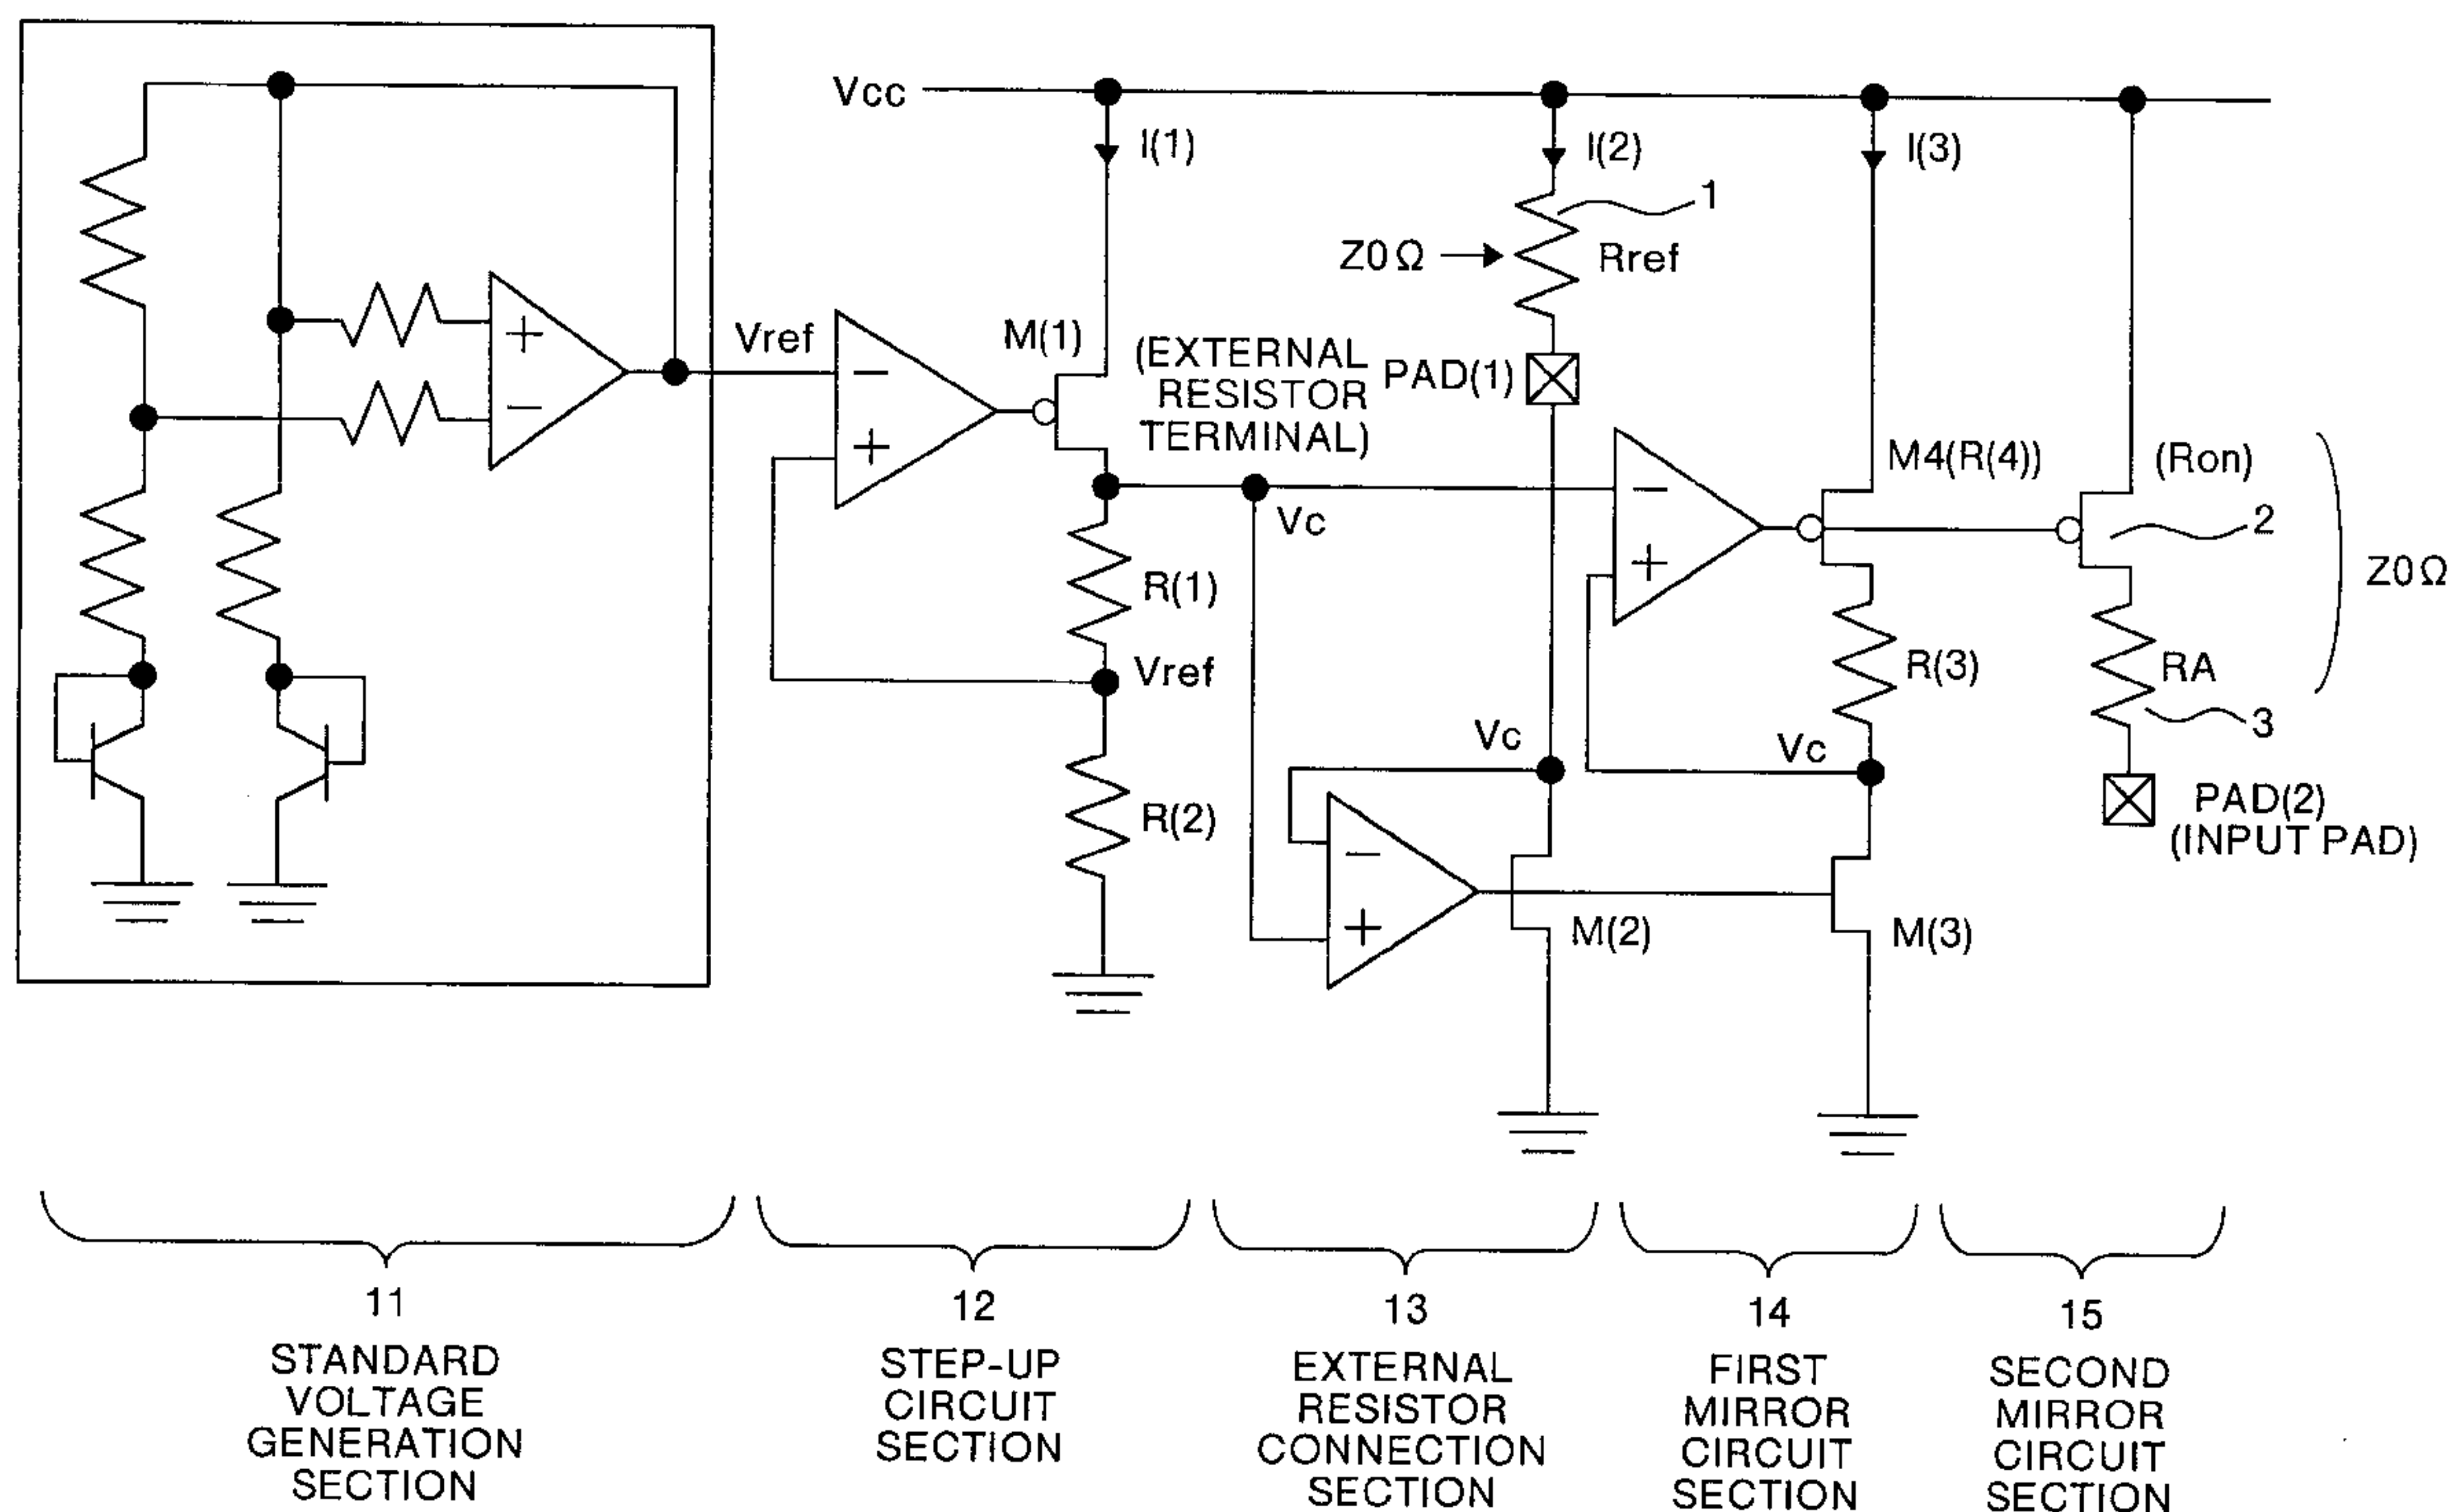 Vcc
I(1)
I(2)
I(3)
1
Z0Ω
Rref
+
−
Vref
−
+
M(1)
(EXTERNAL
RESISTOR
TERMINAL)
PAD(1)
Vc
R(1)
Vref
R(2)
−
+
M4(R(4))
(Ron)
2
Z0Ω
R(3)
RA
3
Vc
Vc
PAD(2)
(INPUT PAD)
−
+
M(2)
M(3)
11
STANDARD
VOLTAGE
GENERATION
SECTION
12
STEP-UP
CIRCUIT
SECTION
13
EXTERNAL
RESISTOR
CONNECTION
SECTION
14
FIRST
MIRROR
CIRCUIT
SECTION
15
SECOND
MIRROR
CIRCUIT
SECTION